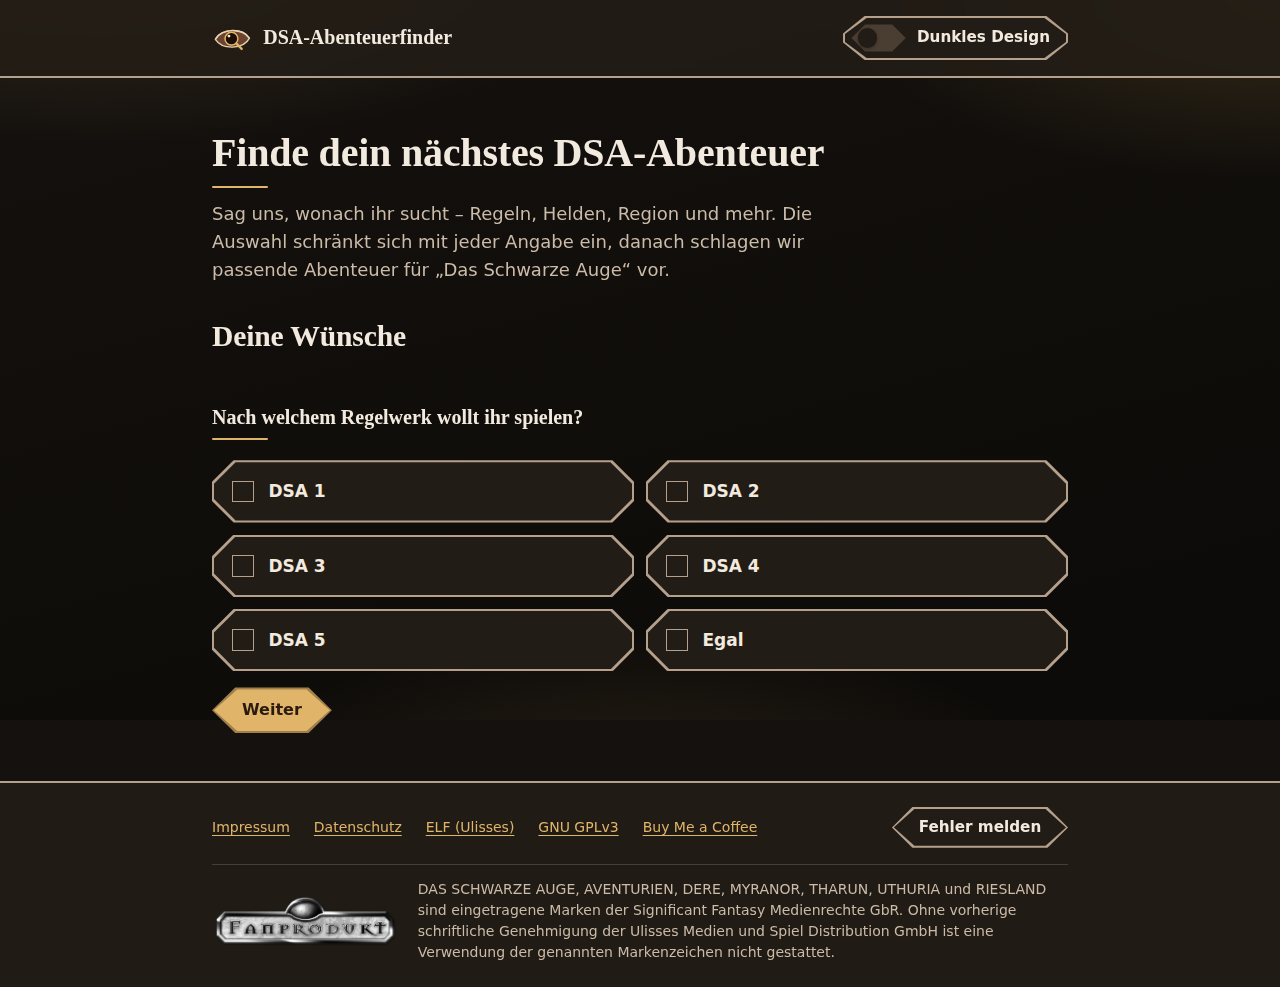 DSA-Abenteuerfinder
Dunkles Design
Finde dein nächstes DSA-Abenteuer
Sag uns, wonach ihr sucht – Regeln, Helden, Region und mehr. Die
Auswahl schränkt sich mit jeder Angabe ein, danach schlagen wir
passende Abenteuer für „Das Schwarze Auge“ vor.
Deine Wünsche
Nach welchem Regelwerk wollt ihr spielen?
DSA 1
DSA 2
DSA 3
DSA 4
DSA 5
Egal
Weiter
Impressum
Datenschutz
ELF (Ulisses)
GNU GPLv3
Buy Me a Coffee
Fehler melden
FANPRODUKT
DAS SCHWARZE AUGE, AVENTURIEN, DERE, MYRANOR, THARUN, UTHURIA und RIESLAND
sind eingetragene Marken der Significant Fantasy Medienrechte GbR. Ohne vorherige
schriftliche Genehmigung der Ulisses Medien und Spiel Distribution GmbH ist eine
Verwendung der genannten Markenzeichen nicht gestattet.